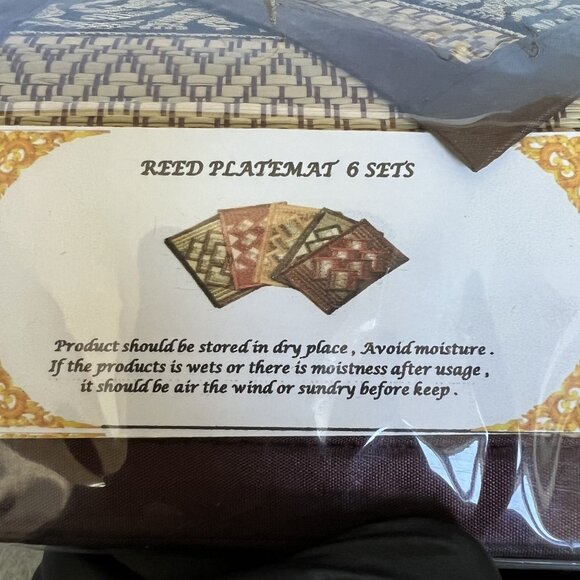 REED PLATEMAT 6 SETS
Product should be stored in dry place , Avoid moisture .
If the products is wets or there is moistness after usage ,
it should be air the wind or sundry before keep .